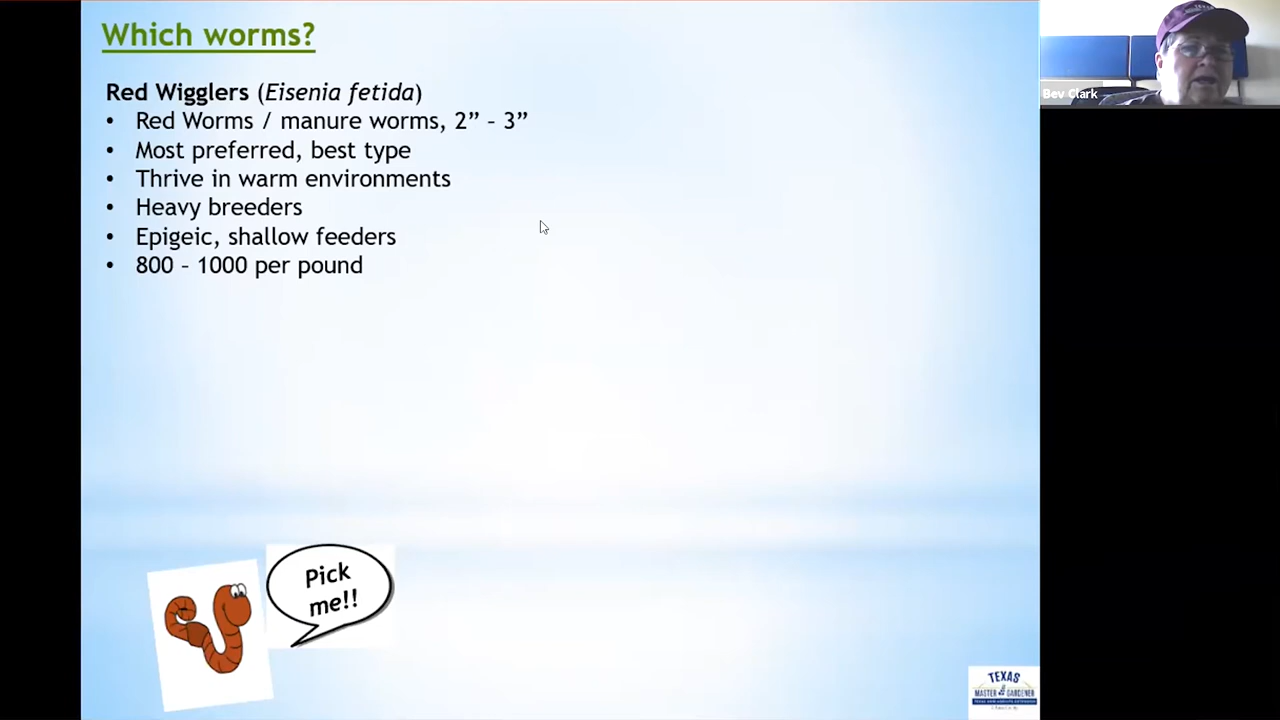 Which worms?
Red Wigglers (Eisenia fetida)
• Red Worms / manure worms, 2” – 3”
• Most preferred, best type
• Thrive in warm environments
• Heavy breeders
• Epigeic, shallow feeders
• 800 – 1000 per pound
Pick
me!!
Bev Clark
TEXAS
MASTER GARDENER